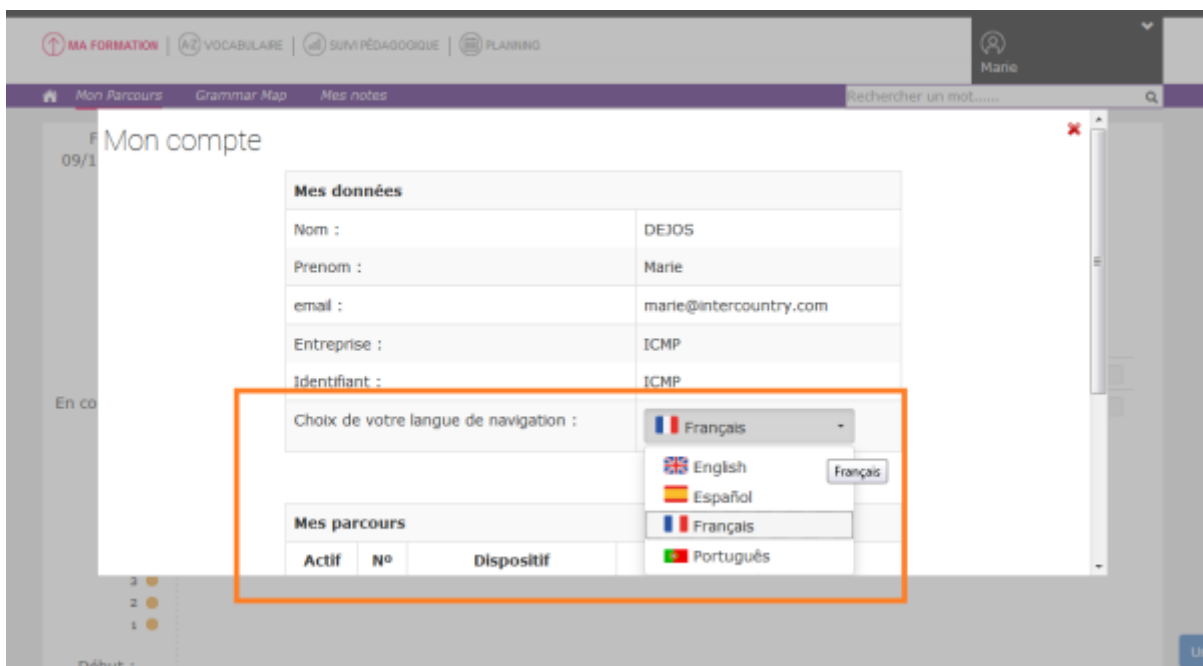 MA FORMATION | A-Z VOCABULAIRE | SUIVI PÉDAGOGIQUE | PLANNING
Marie
Mon Parcours Grammar Map Mes notes Rechercher un mot......
Mon compte
09/1
Mes données
Nom : DEJOS
Prenom : Marie
email : marie@intercountry.com
Entreprise : ICMP
Identifiant : ICMP
En co
Choix de votre langue de navigation : Français
English
Français
Español
Mes parcours Français
Português
Actif Nº Dispositif
3
2
1
Début :